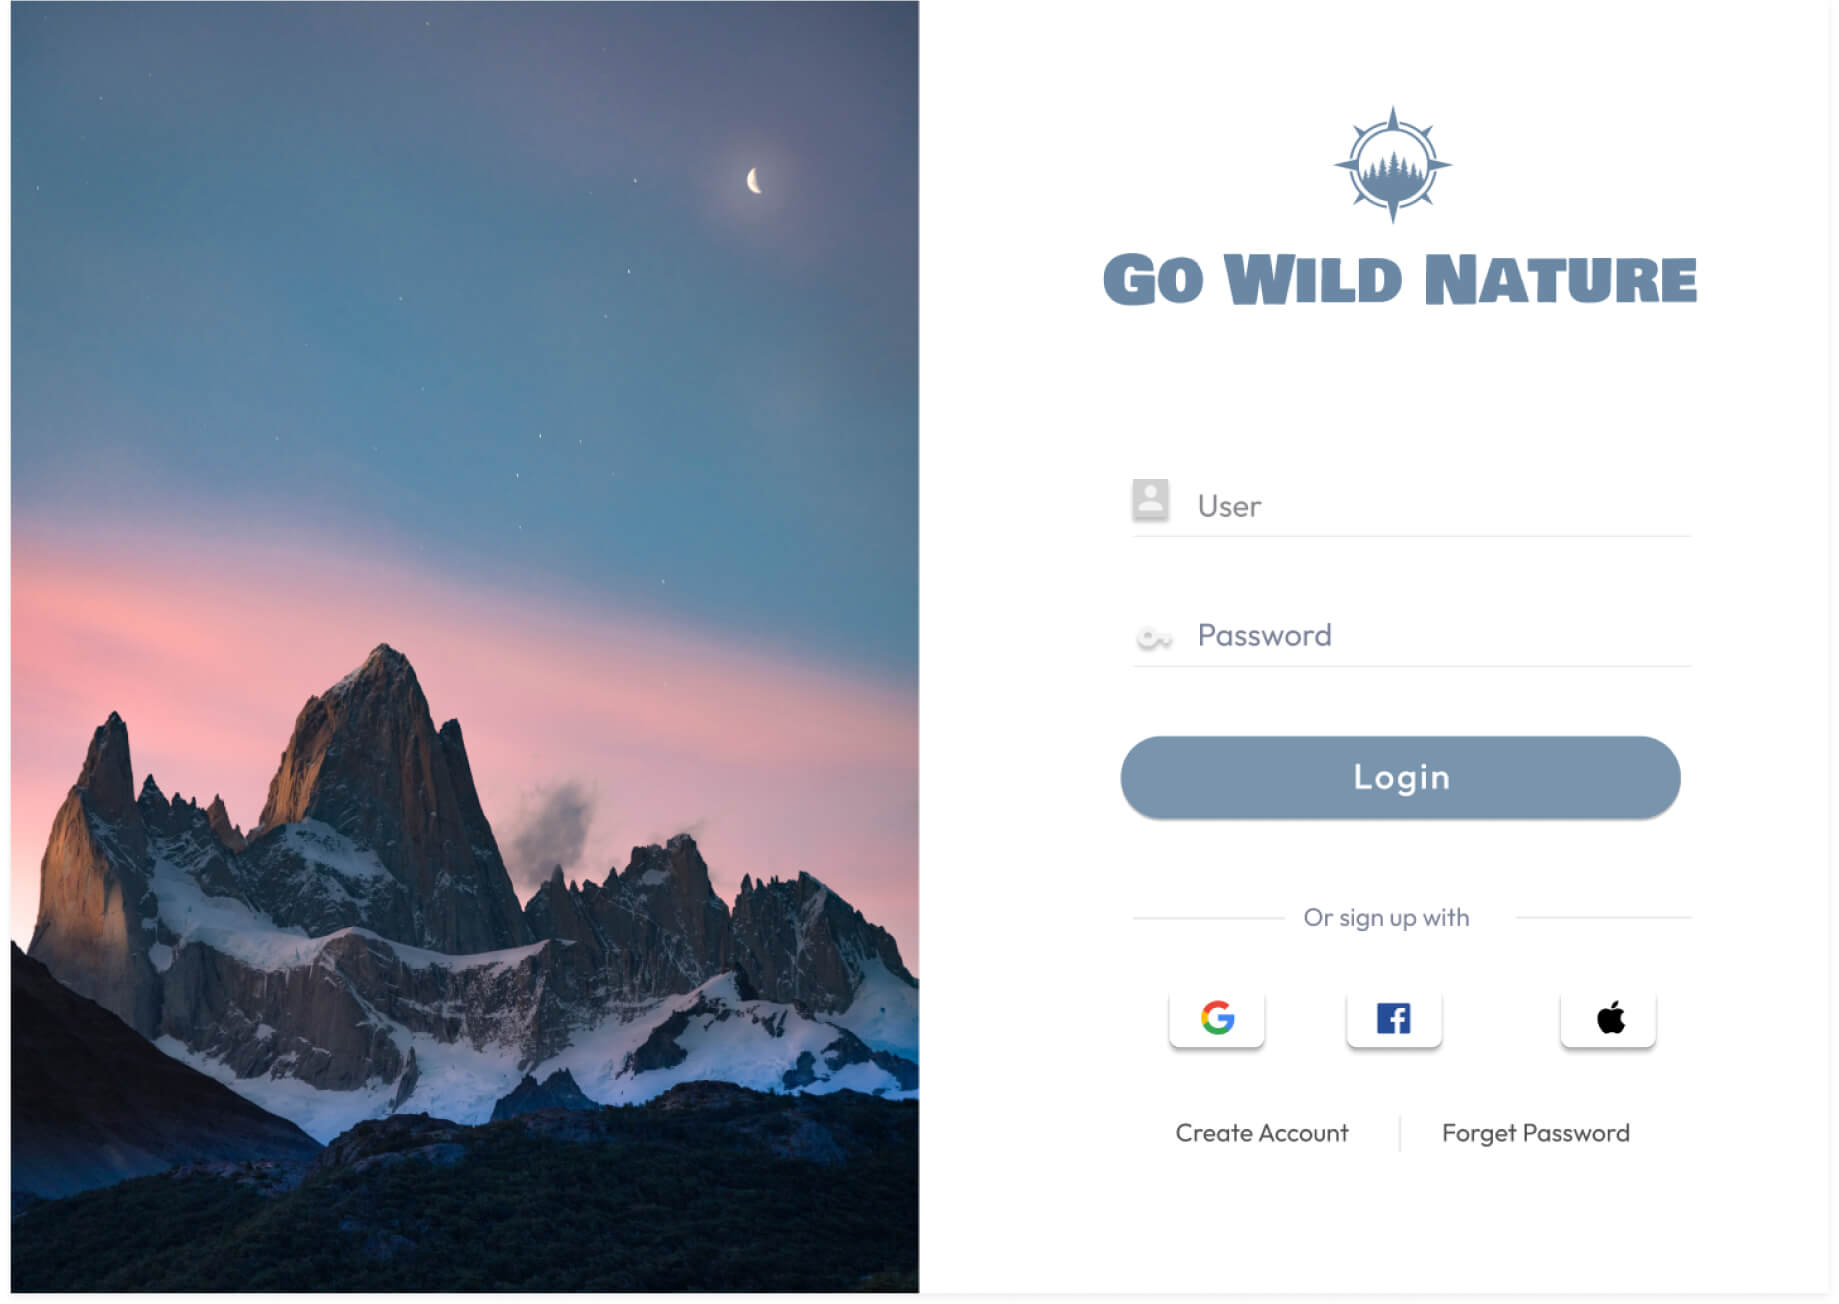 Go Wild Nature
User
Password
Login
Or sign up with
Create Account
Forget Password